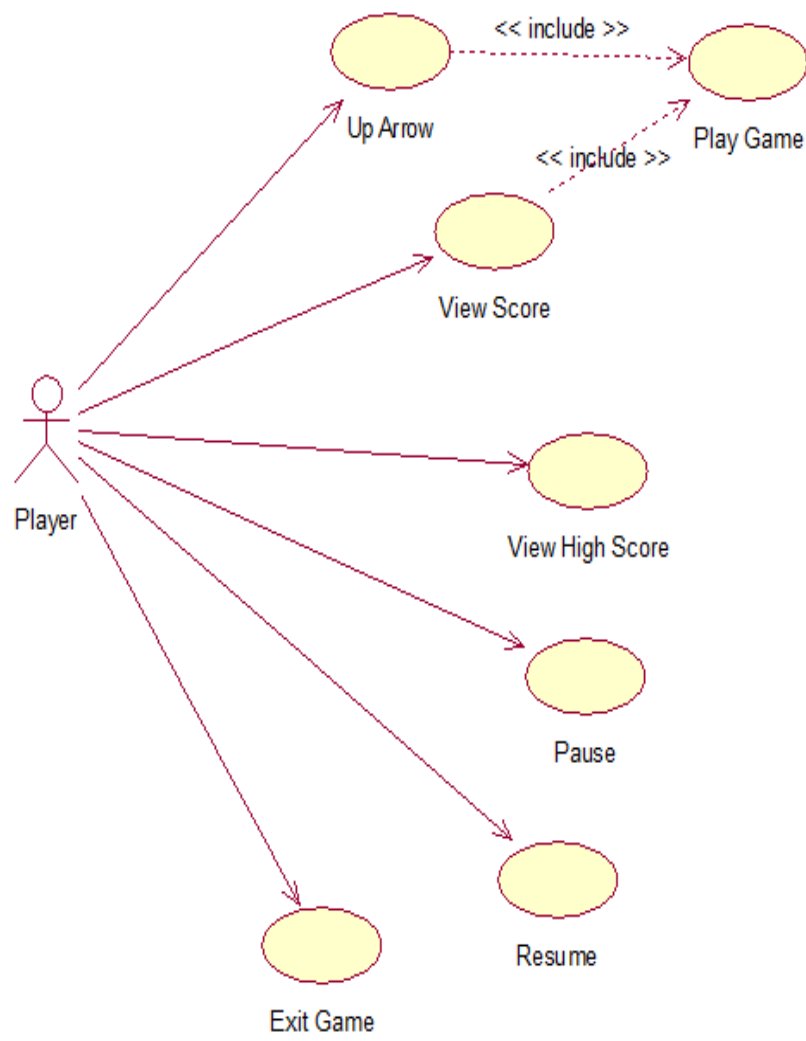 << include >>
Up Arrow
Play Game
<< include >>
View Score
Player
View High Score
Pause
Resume
Exit Game